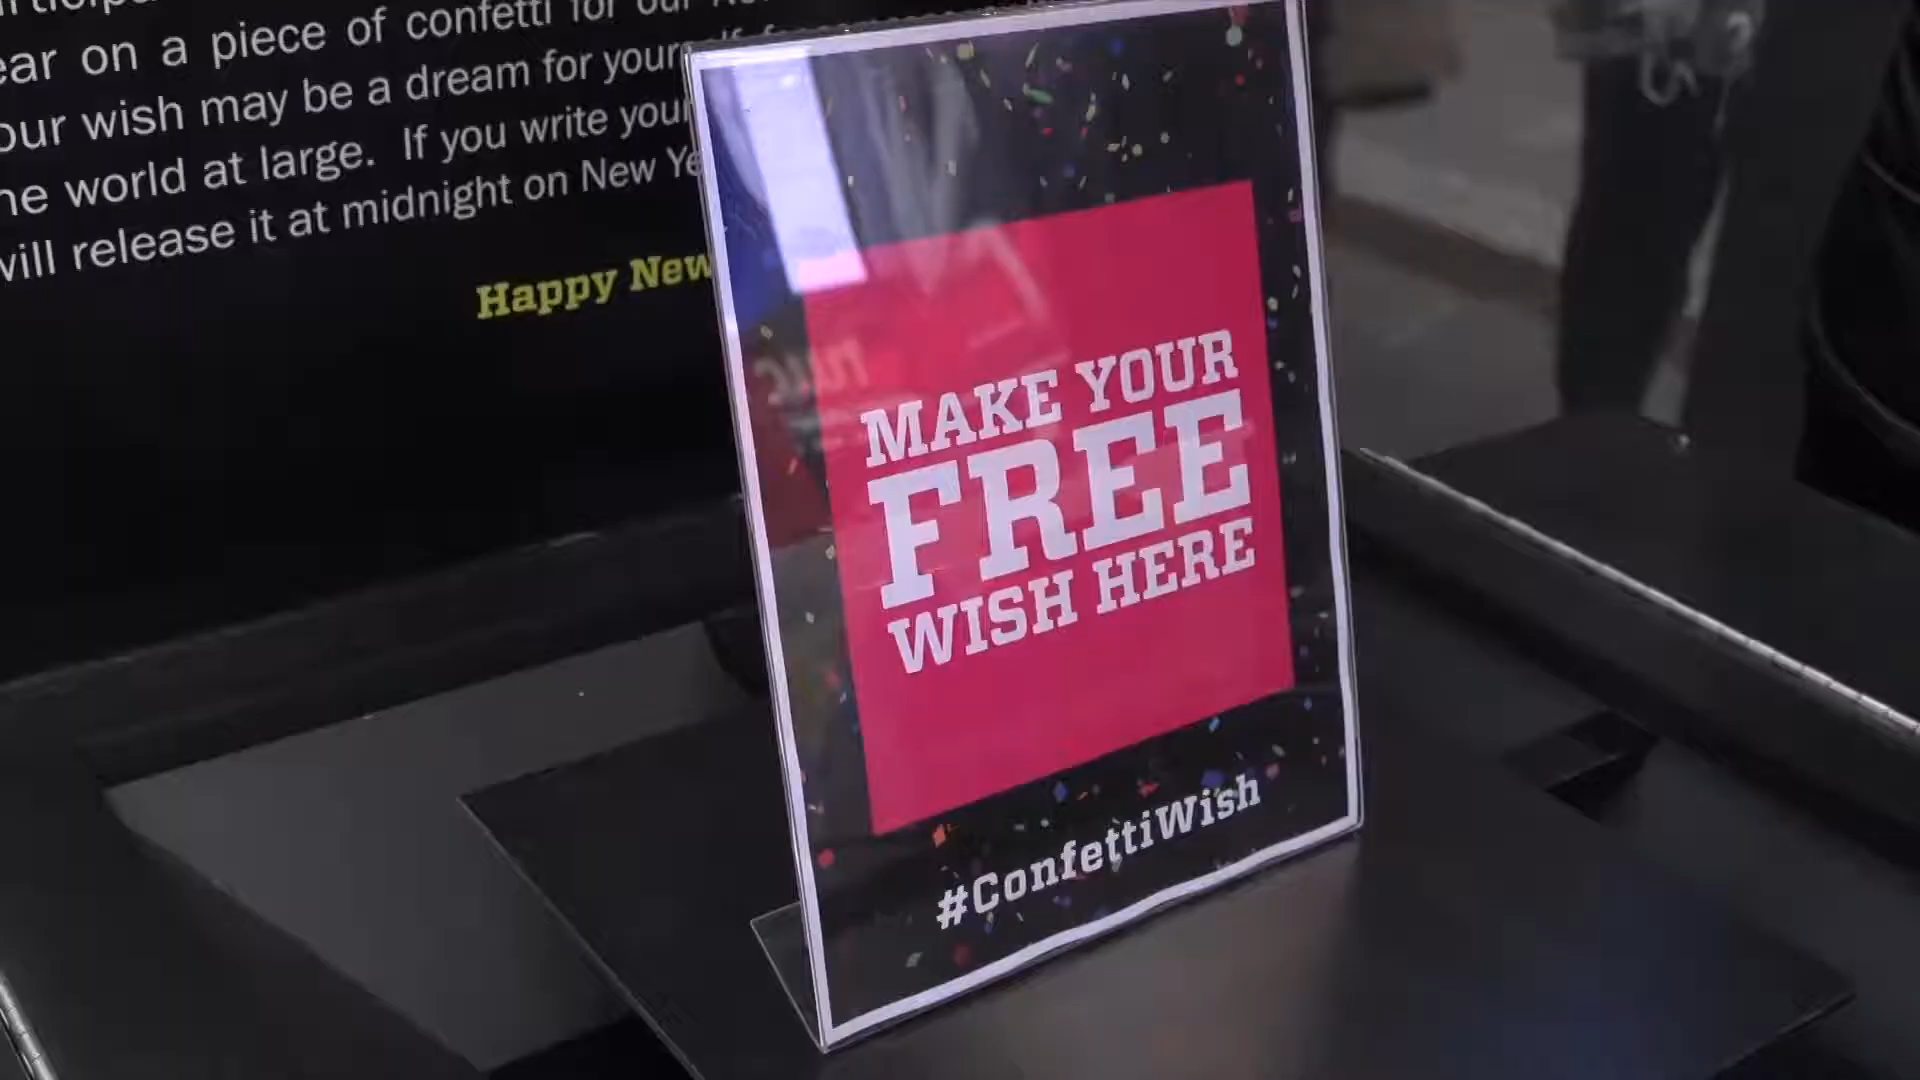 ear on a piece of confetti for our
our wish may be a dream for yourself
he world at large. If you write your
will release it at midnight on New Ye
Happy New
MAKE YOUR
FREE
WISH HERE
#ConfettiWish